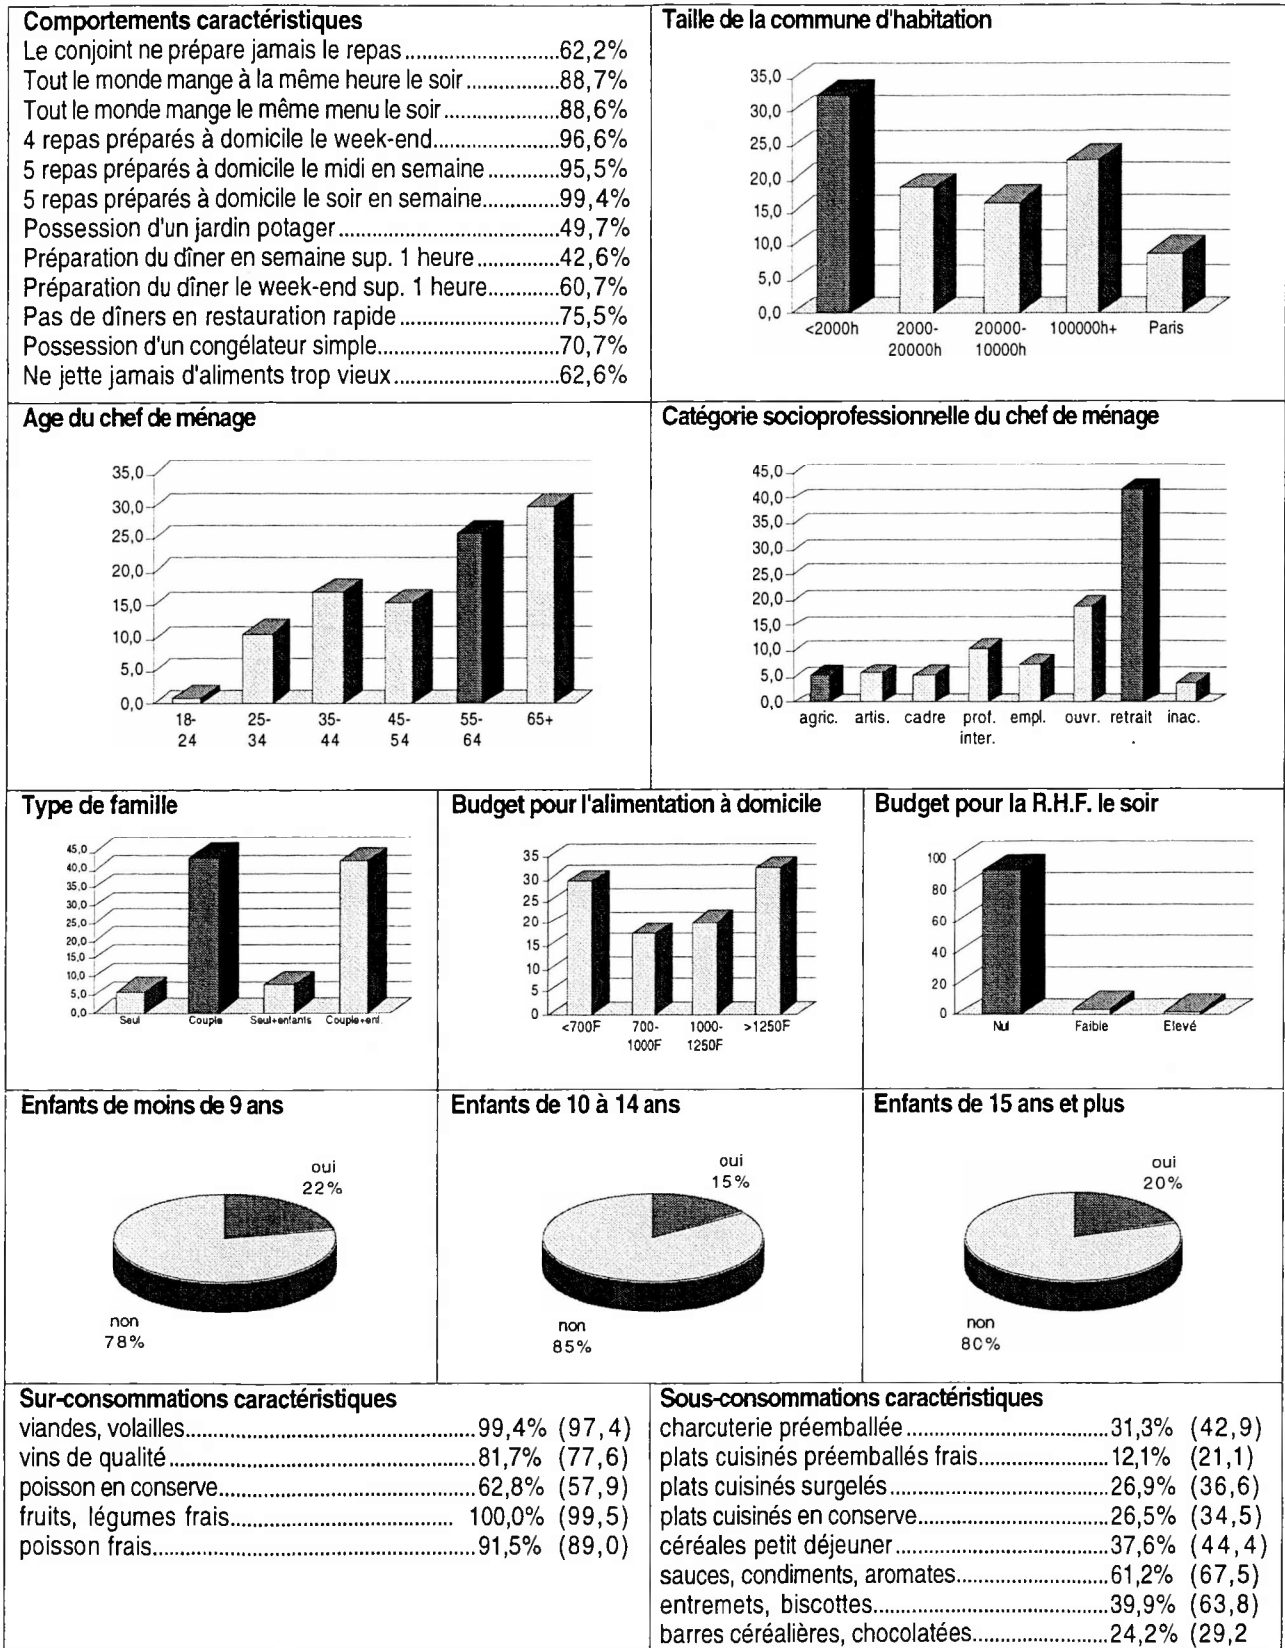 Comportements caractéristiques
Le conjoint ne prépare jamais le repas..........................62,2%
Tout le monde mange à la même heure le soir................88,7%
Tout le monde mange le même menu le soir...................88,6%
4 repas préparés à domicile le week-end.....................96,6%
5 repas préparés à domicile le midi en semaine.............95,5%
5 repas préparés à domicile le soir en semaine.............99,4%
Possession d'un jardin potager......................................49,7%
Préparation du dîner en semaine sup. 1 heure..............42,6%
Préparation du dîner le week-end sup. 1 heure............60,7%
Pas de dîners en restauration rapide...........................75,5%
Possession d'un congélateur simple..............................70,7%
Ne jette jamais d'aliments trop vieux............................62,6%
Taille de la commune d'habitation
35,0
30,0
25,0
20,0
15,0
10,0
5,0
0,0
<2000h 2000- 20000- 100000h+ Paris
20000h 10000h
Age du chef de ménage
35,0
30,0
25,0
20,0
15,0
10,0
5,0
0,0
18- 25- 35- 45- 55- 65+
24 34 44 54 64
Catégorie socioprofessionnelle du chef de ménage
45,0
40,0
35,0
30,0
25,0
20,0
15,0
10,0
5,0
0,0
agric. artis. cadre prof. empl. ouvr. retrait inac.
inter. .
Type de famille
45,0
40,0
35,0
30,0
25,0
20,0
15,0
10,0
5,0
0,0
Seul Couple Seul+enfants Couple+enf.
Budget pour l'alimentation à domicile
35
30
25
20
15
10
5
0
<700F 700- 1000- >1250F
1000F 1250F
Budget pour la R.H.F. le soir
100
80
60
40
20
0
Nul Faible Elevé
Enfants de moins de 9 ans
oui
22%
non
78%
Enfants de 10 à 14 ans
oui
15%
non
85%
Enfants de 15 ans et plus
oui
20%
non
80%
Sur-consommations caractéristiques
viandes, volailles................................................99,4% (97,4)
vins de qualité...................................................81,7% (77,6)
poisson en conserve...........................................62,8% (57,9)
fruits, légumes frais..................................... 100,0% (99,5)
poisson frais......................................................91,5% (89,0)
Sous-consommations caractéristiques
charcuterie préemballée..................................31,3% (42,9)
plats cuisinés préemballés frais.....................12,1% (21,1)
plats cuisinés surgelés....................................26,9% (36,6)
plats cuisinés en conserve................................26,5% (34,5)
céréales petit déjeuner...................................37,6% (44,4)
sauces, condiments, aromates.........................61,2% (67,5)
entremets, biscottes.......................................39,9% (63,8)
barres céréalières, chocolatées.......................24,2% (29,2